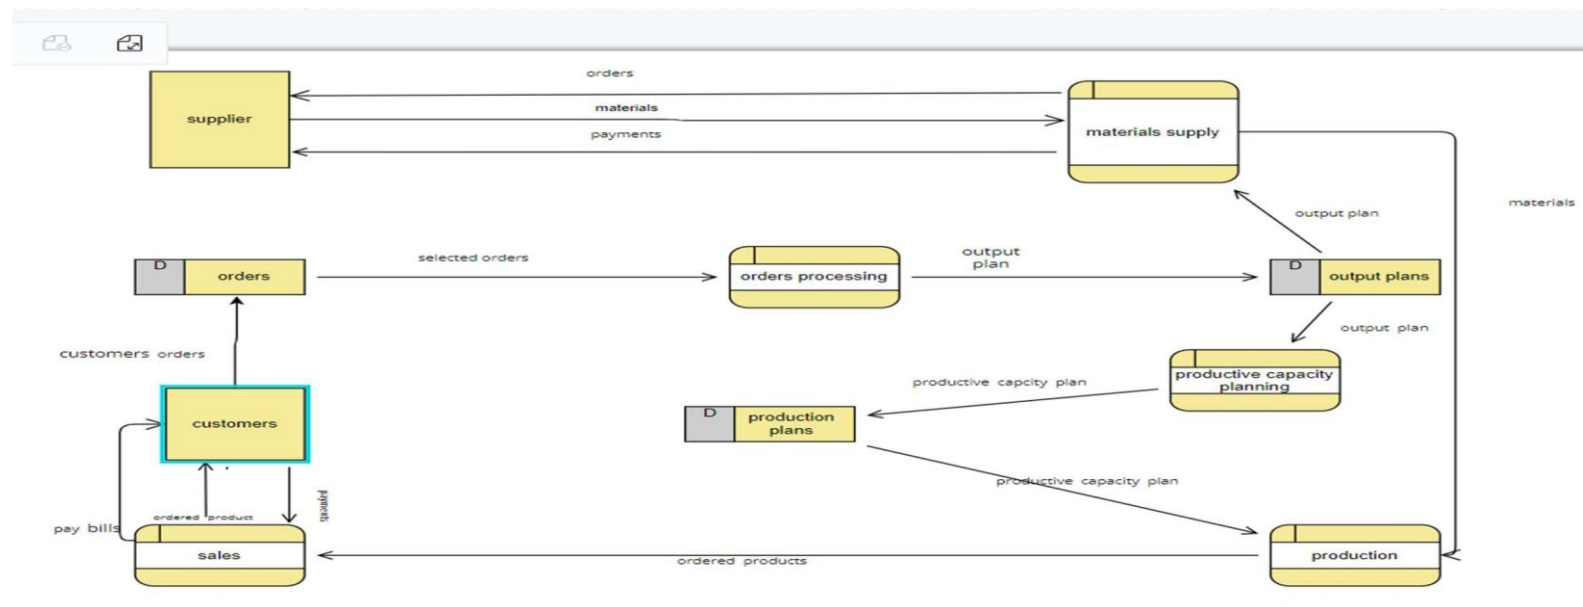 orders
supplier
materials
payments
materials supply
output plan
materials
D
orders
selected orders
orders processing
output
plan
D
output plans
output plan
customers orders
productive capacity
planning
productive capcity plan
D
production
plans
customers
productive capacity plan
payments
ordered product
pay bills
sales
ordered products
production